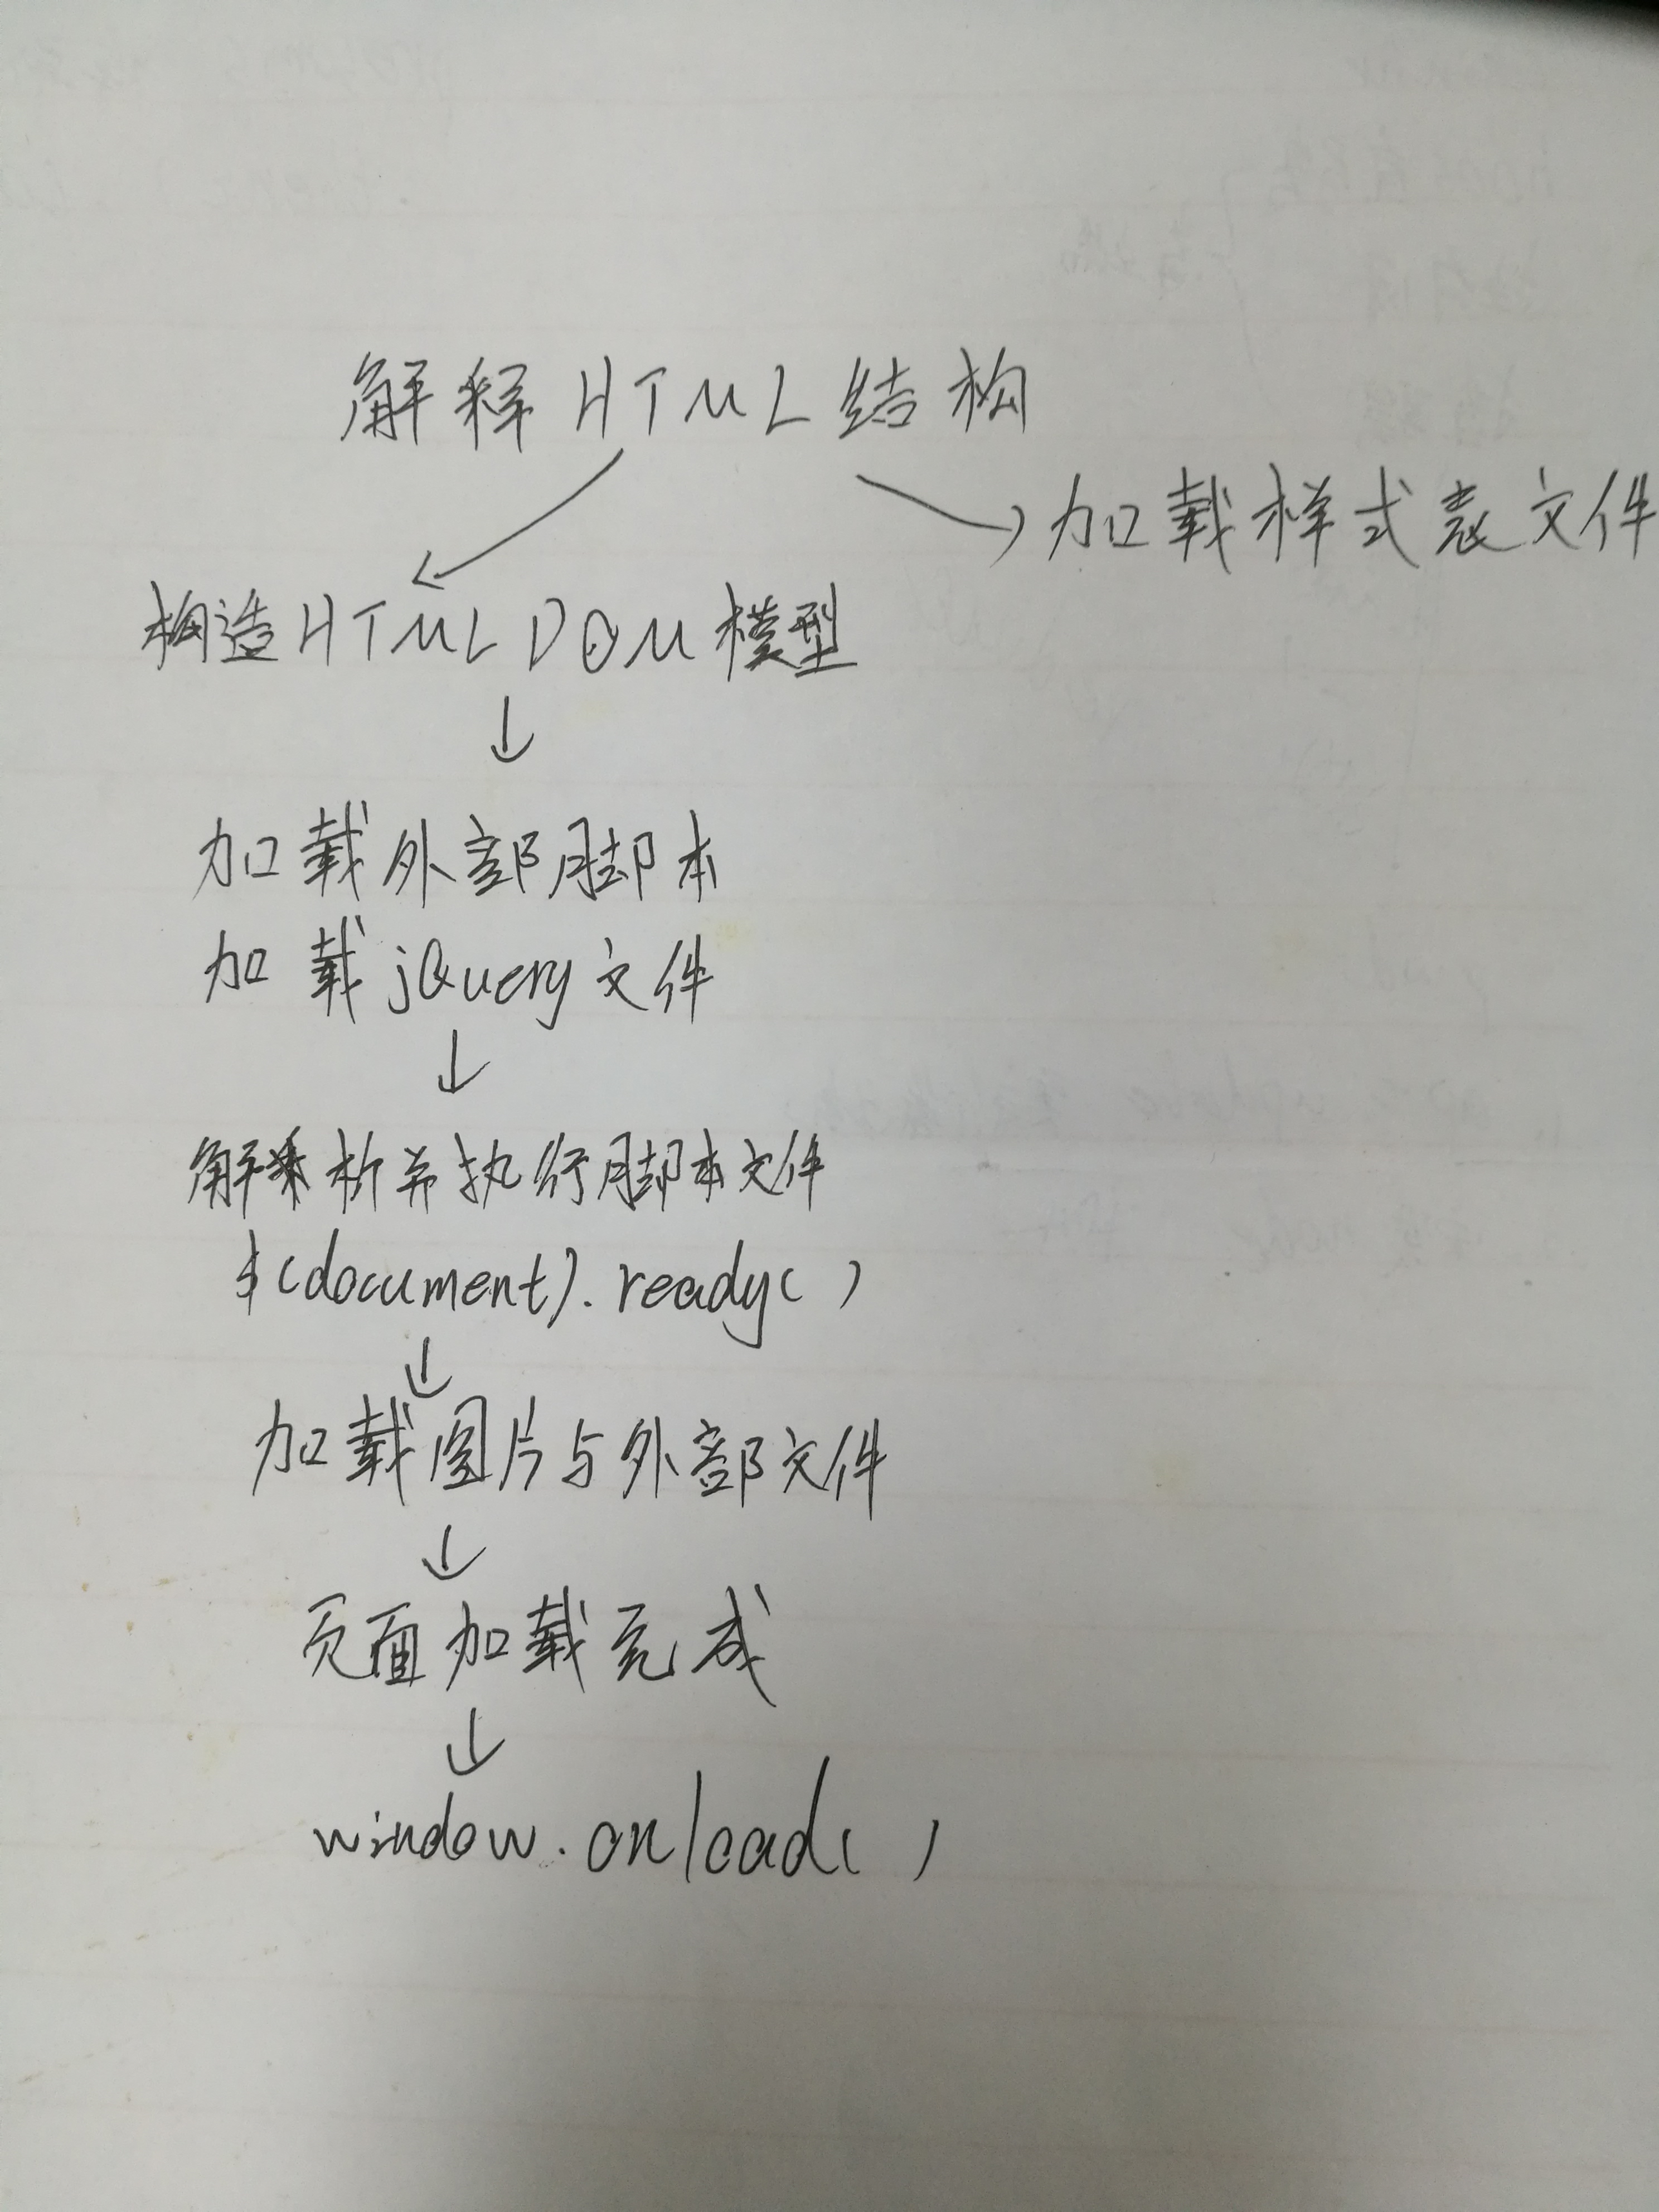 解释HTML结构
加载样式表文件
构造HTML DOM模型
加载外部脚本
加载jQuery文件
解析并执行脚本文件
$(document).ready( )
加载图片与外部文件
页面加载完成
window.onload( )